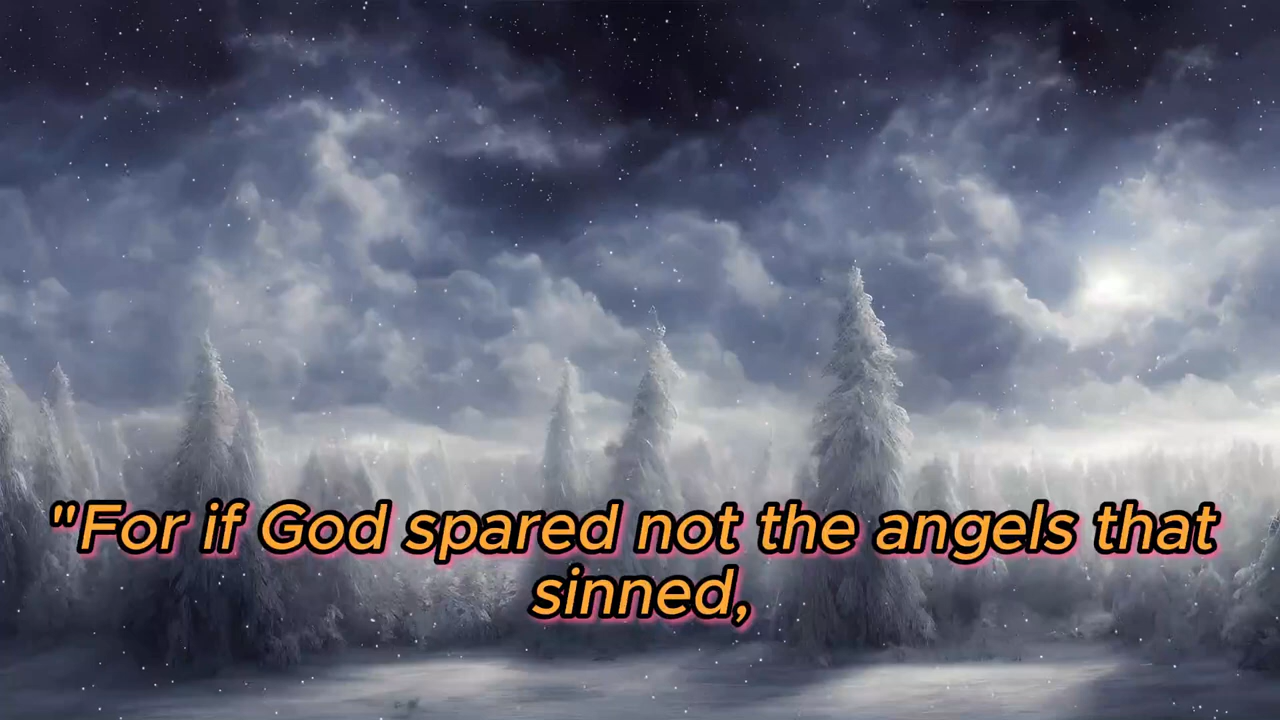 "For if God spared not the angels that
sinned,